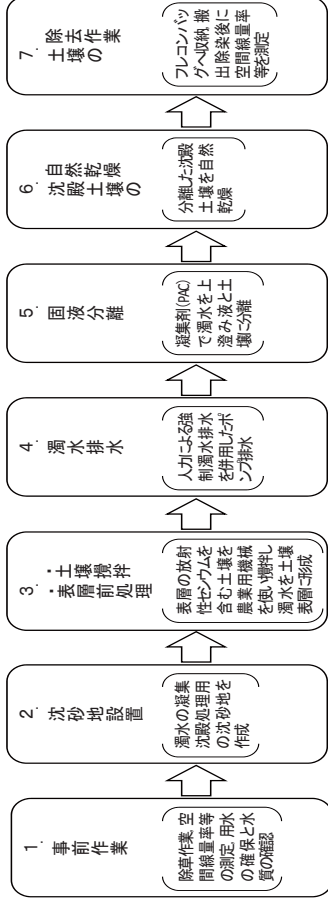 1．事前作業
除草作業、空
間線量率等
の測定、用水
の確保と水
質の確認
2．沈砂地設置
濁水の凝集
沈殿処理用
の沈砂地を
作成
3．・土壌攪拌
・表層前処理
表層の放射
性セシウムを
含む土壌を
農業用機械
を使い攪拌し
濁水を土壌
表層に形成
4．濁水排水
人力による強
制濁水排水
を併用したポ
ンプ排水
5．固液分離
凝集剤(PAC)
で濁水を上
澄み液と土
壌に分離
6．沈殿土壌の
自然乾燥
分離した沈殿
土壌を自然
乾燥
7．土壌の
除去作業
フレコンバッ
グへ収納、搬
出除染後に
空間線量率
等を測定